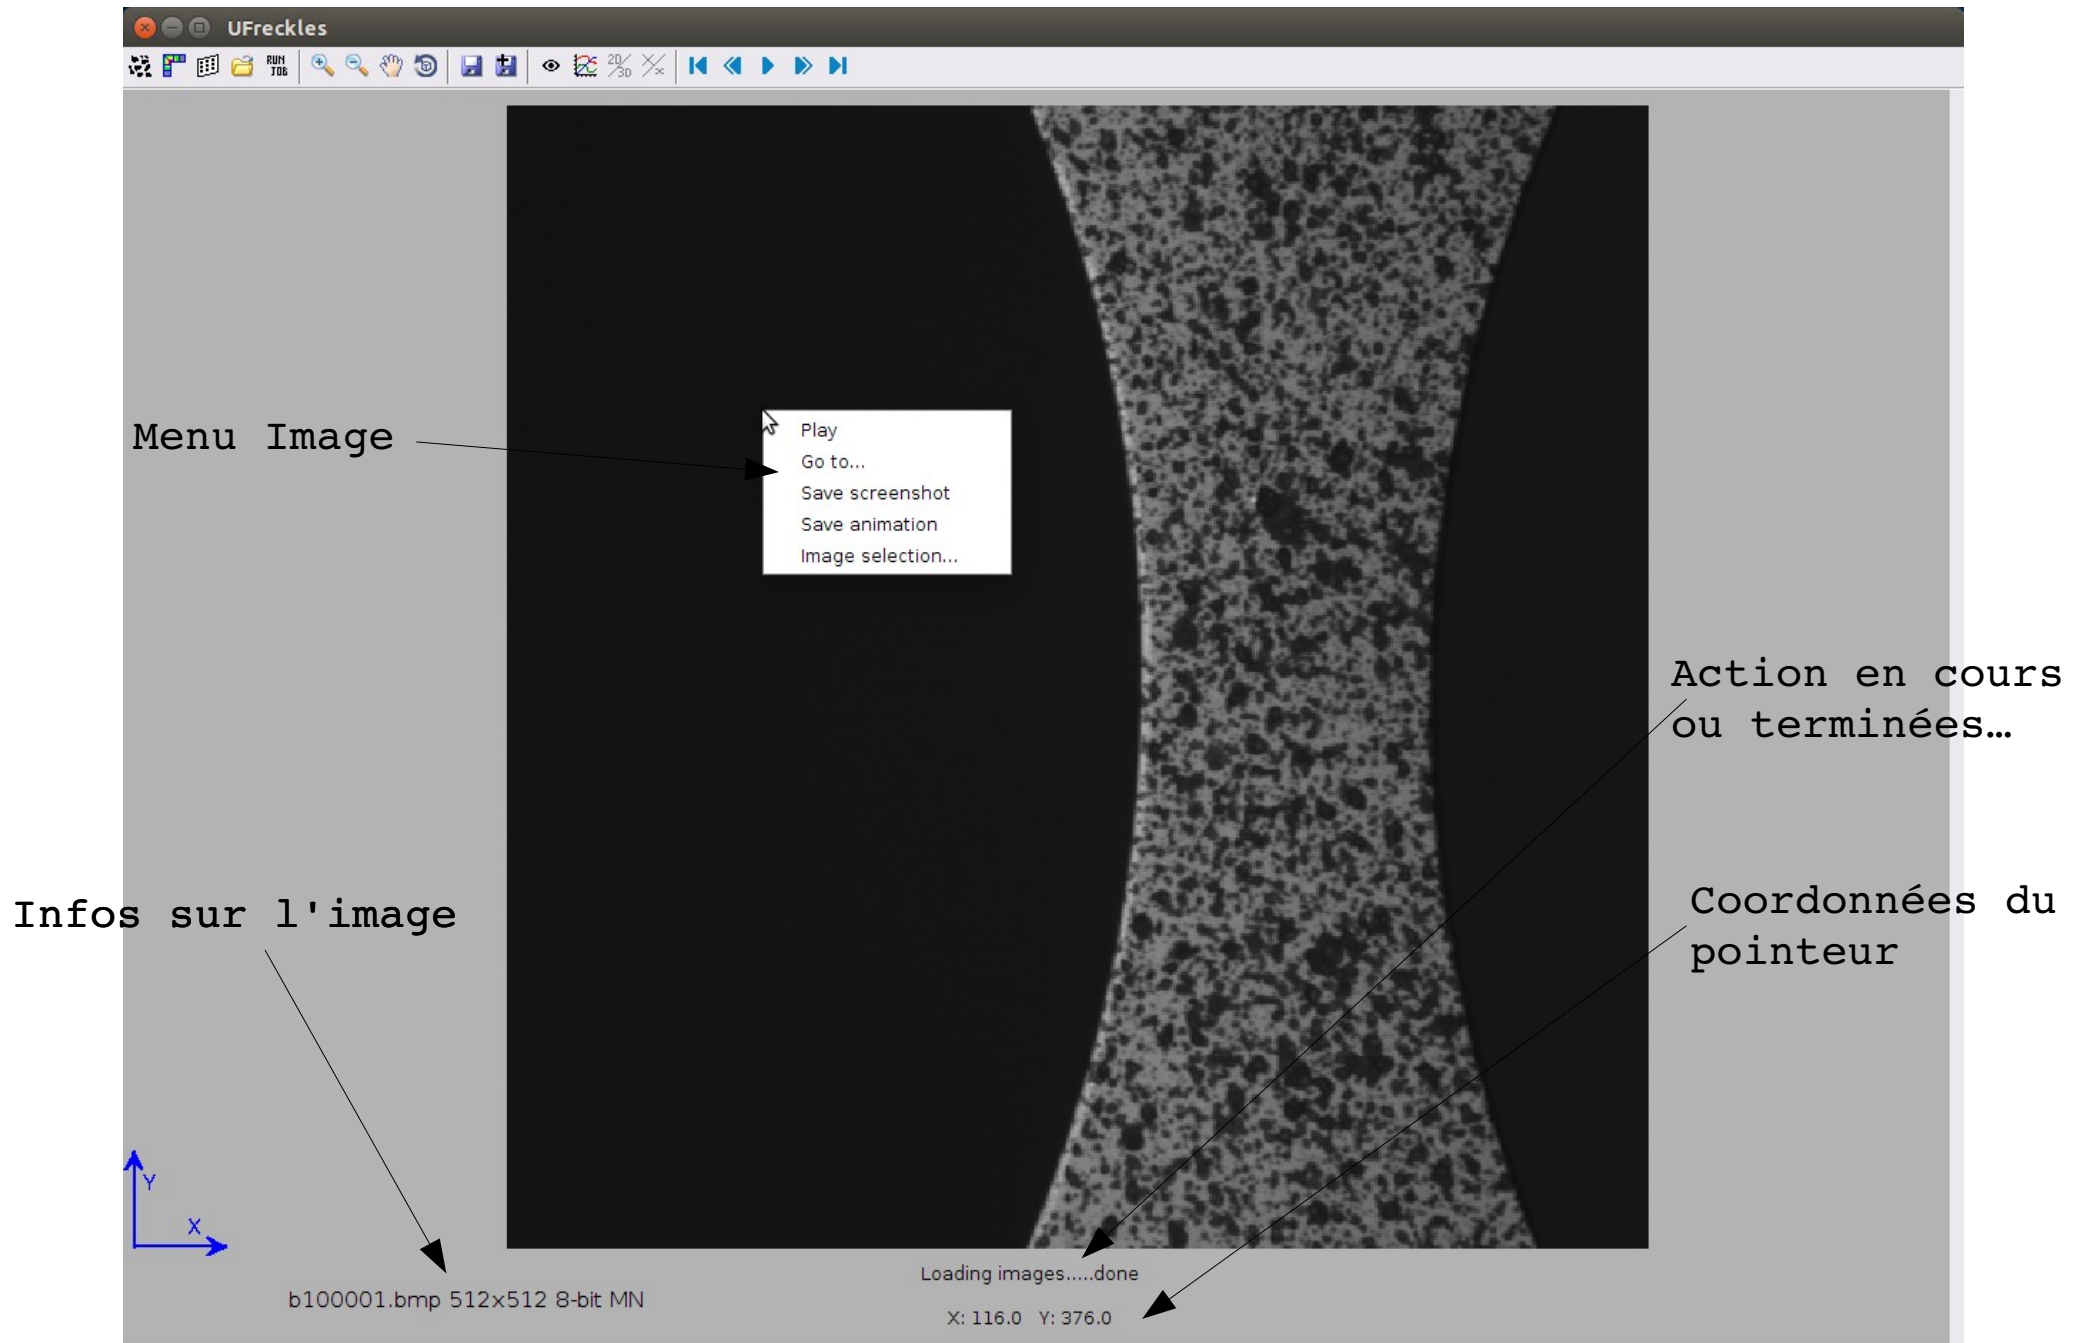 UFreckles
RUN
JOB
2D/3D
Menu Image
Play
Go to...
Save screenshot
Save animation
Image selection...
Action en cours
ou terminées…
Infos sur l'image
Coordonnées du
pointeur
Y
X
Loading images.....done
b100001.bmp 512x512 8-bit MN
X: 116.0 Y: 376.0